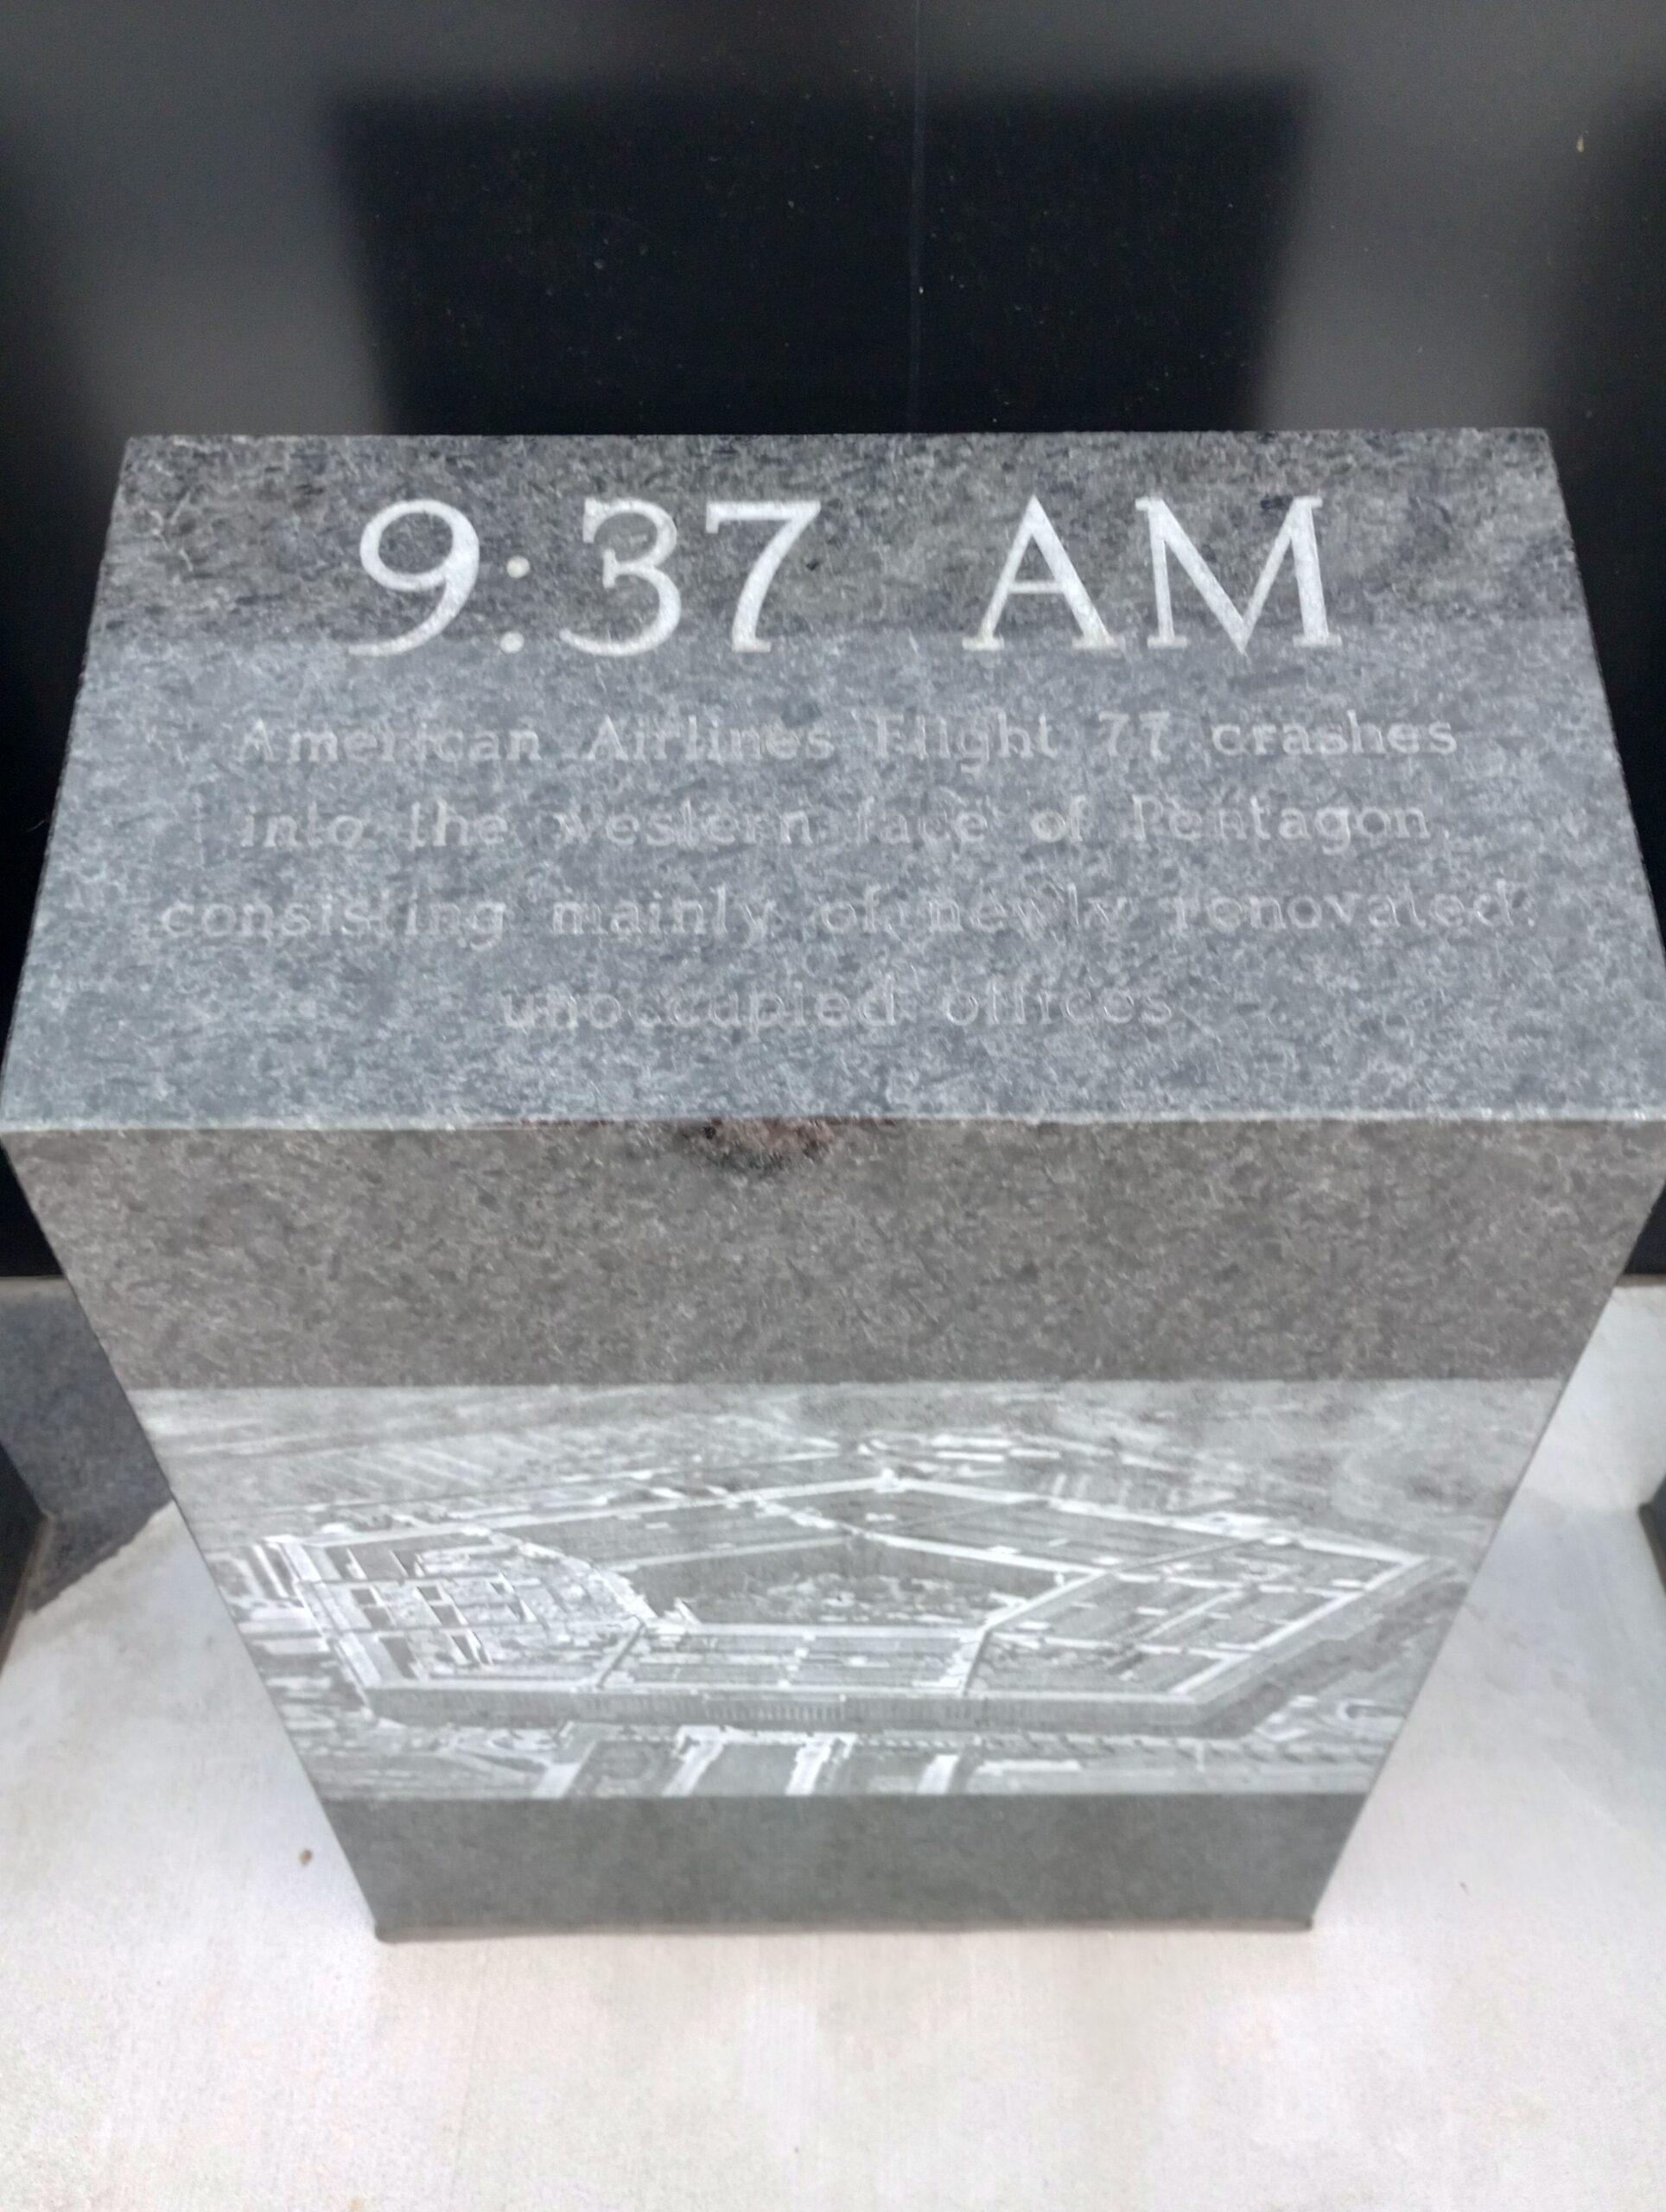 9:37 AM
American Airlines Flight 77 crashes
into the western face of Pentagon,
consisting mainly of newly renovated,
unoccupied offices